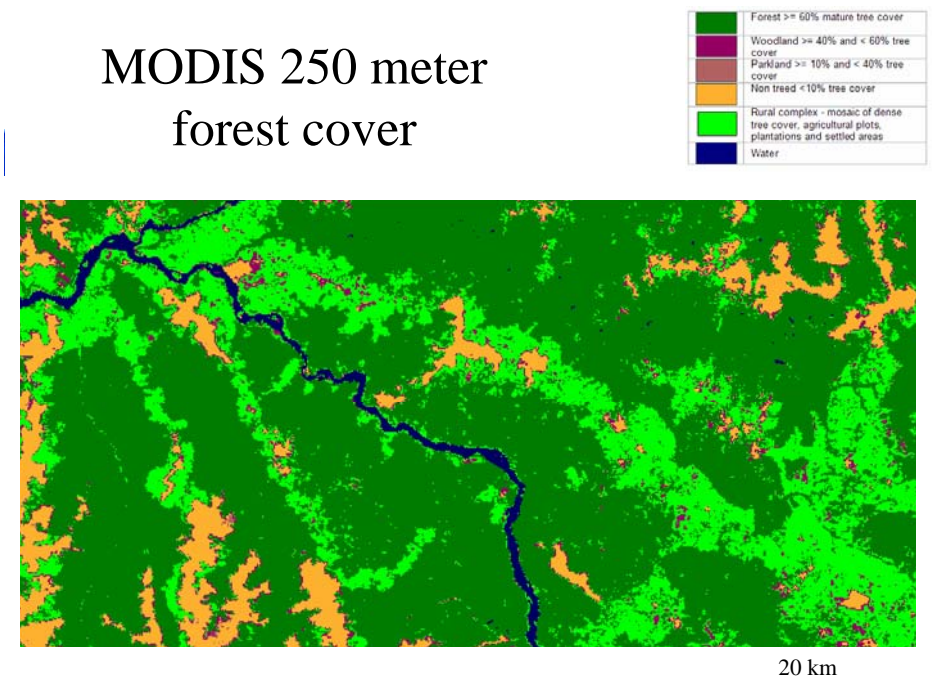 MODIS 250 meter
forest cover
Forest >= 60% mature tree cover
Woodland >= 40% and < 60% tree
cover
Parkland >= 10% and < 40% tree
cover
Non treed <10% tree cover
Rural complex - mosaic of dense
tree cover, agricultural plots,
plantations and settled areas
Water
20 km